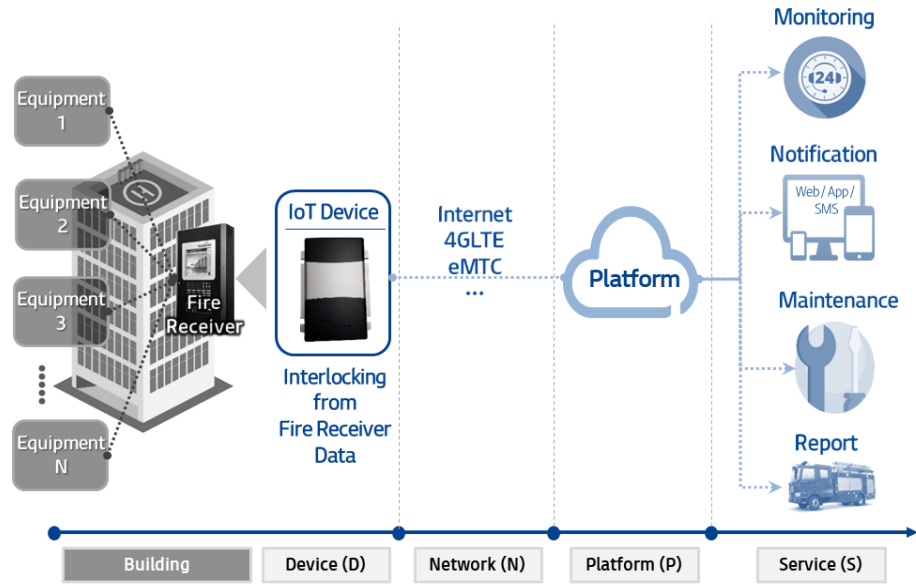 Equipment
1
Equipment
2
Equipment
3
Equipment
N
Fire
Receiver
IoT Device
Interlocking
from
Fire Receiver
Data
Internet
4GLTE
eMTC
...
Platform
Monitoring
24
Notification
Web / App /
SMS
Maintenance
Report
Building
Device (D)
Network (N)
Platform (P)
Service (S)